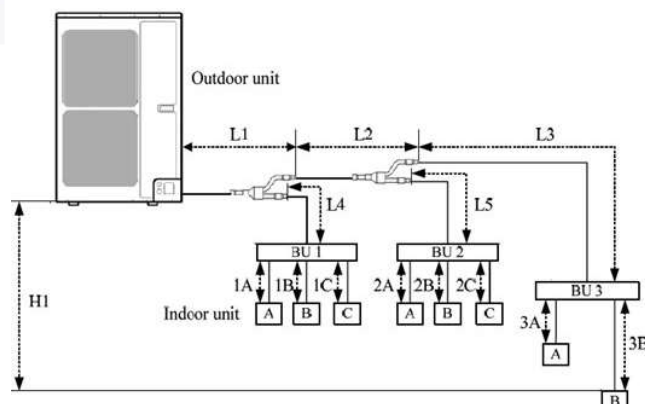 Outdoor unit
L1
L2
L3
L4
L5
H1
BU 1
BU 2
BU 3
1A
1B
1C
2A
2B
2C
3A
3B
Indoor unit
A
B
C
A
B
C
A
B